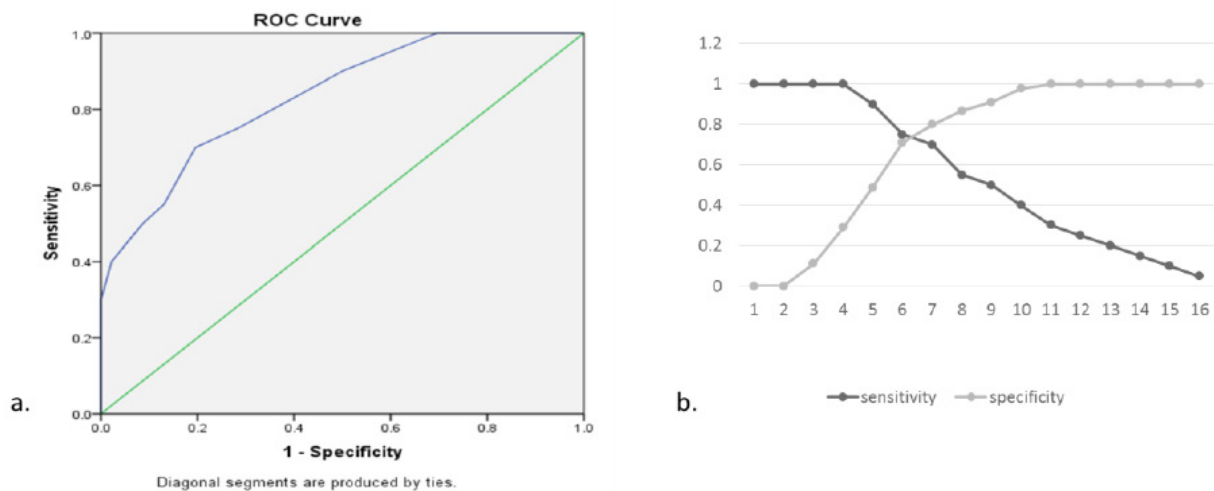 ROC Curve
1.0
0.8
0.6
0.4
0.2
0.0
Sensitivity
0.0 0.2 0.4 0.6 0.8 1.0
1 - Specificity
Diagonal segments are produced by ties.
a.
1.2
1
0.8
0.6
0.4
0.2
0
1 2 3 4 5 6 7 8 9 10 11 12 13 14 15 16
sensitivity specificity
b.